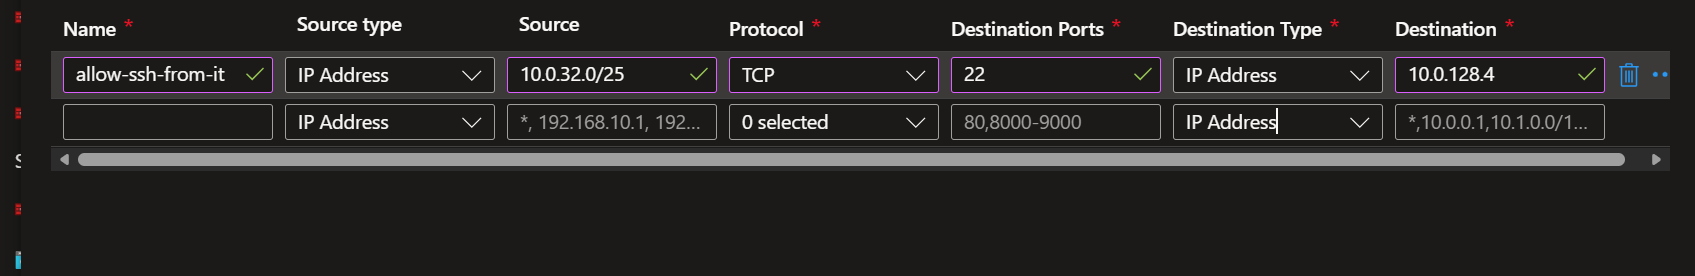 Name * Source type Source Protocol * Destination Ports * Destination Type * Destination *
allow-ssh-from-it IP Address 10.0.32.0/25 TCP 22 IP Address 10.0.128.4
IP Address *, 192.168.10.1, 192... 0 selected 80,8000-9000 IP Address *,10.0.0.1,10.1.0.0/1...
S